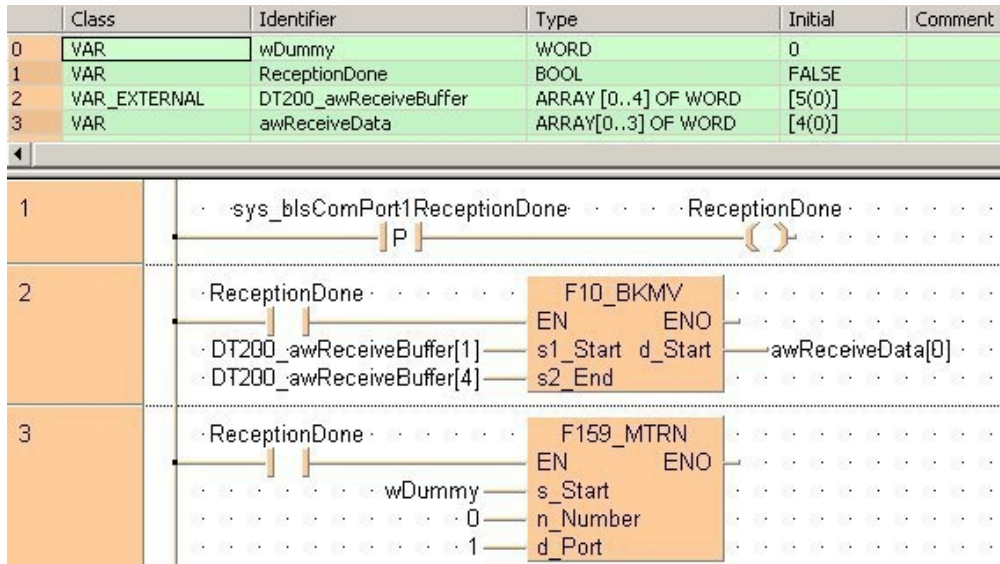 Class Identifier Type Initial Comment
0 VAR wDummy WORD 0
1 VAR ReceptionDone BOOL FALSE
2 VAR_EXTERNAL DT200_awReceiveBuffer ARRAY [0..4] OF WORD [5(0)]
3 VAR awReceiveData ARRAY[0..3] OF WORD [4(0)]
1
sys_bIsComPort1ReceptionDone ReceptionDone
P
2
ReceptionDone F10_BKMV
EN ENO
DT200_awReceiveBuffer[1] s1_Start d_Start awReceiveData[0]
DT200_awReceiveBuffer[4] s2_End
3
ReceptionDone F159_MTRN
EN ENO
wDummy s_Start
0 n_Number
1 d_Port